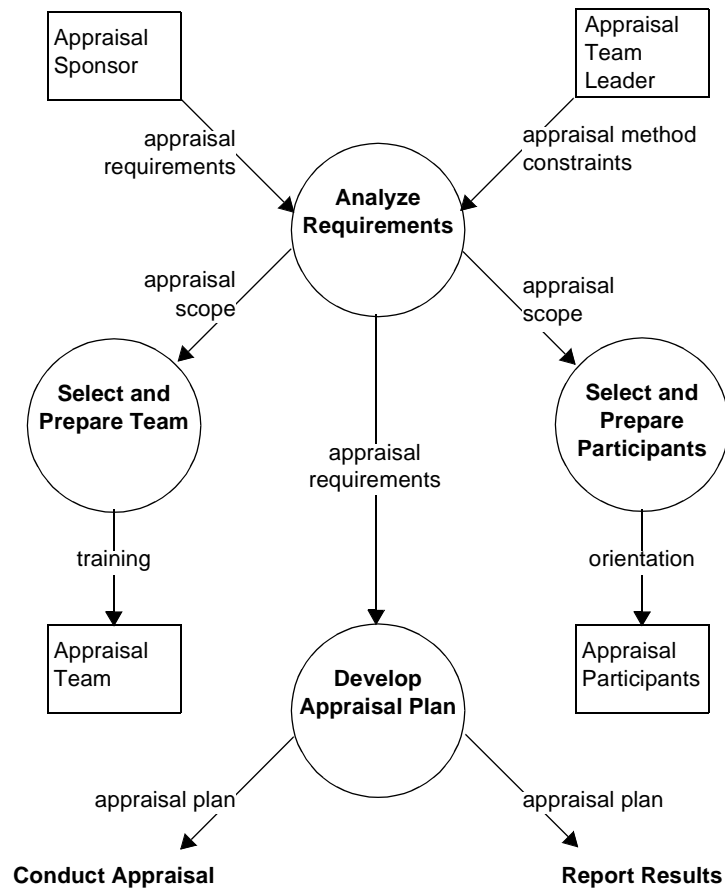 Appraisal
Sponsor
Appraisal
Team
Leader
appraisal
requirements
appraisal method
constraints
Analyze
Requirements
appraisal
scope
appraisal
scope
Select and
Prepare Team
Select and
Prepare
Participants
appraisal
requirements
training
orientation
Appraisal
Team
Appraisal
Participants
Develop
Appraisal Plan
appraisal plan
appraisal plan
Conduct Appraisal
Report Results